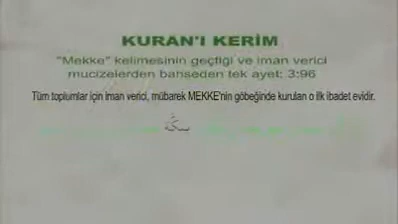 KURAN'I KERİM
"Mekke" kelimesinin geçtiği ve iman verici
mucizelerden bahseden tek ayet: 3:96
Tüm toplumlar için iman verici, mübarek MEKKE'nin göbeğinde kurulan o ilk ibadet evidir.